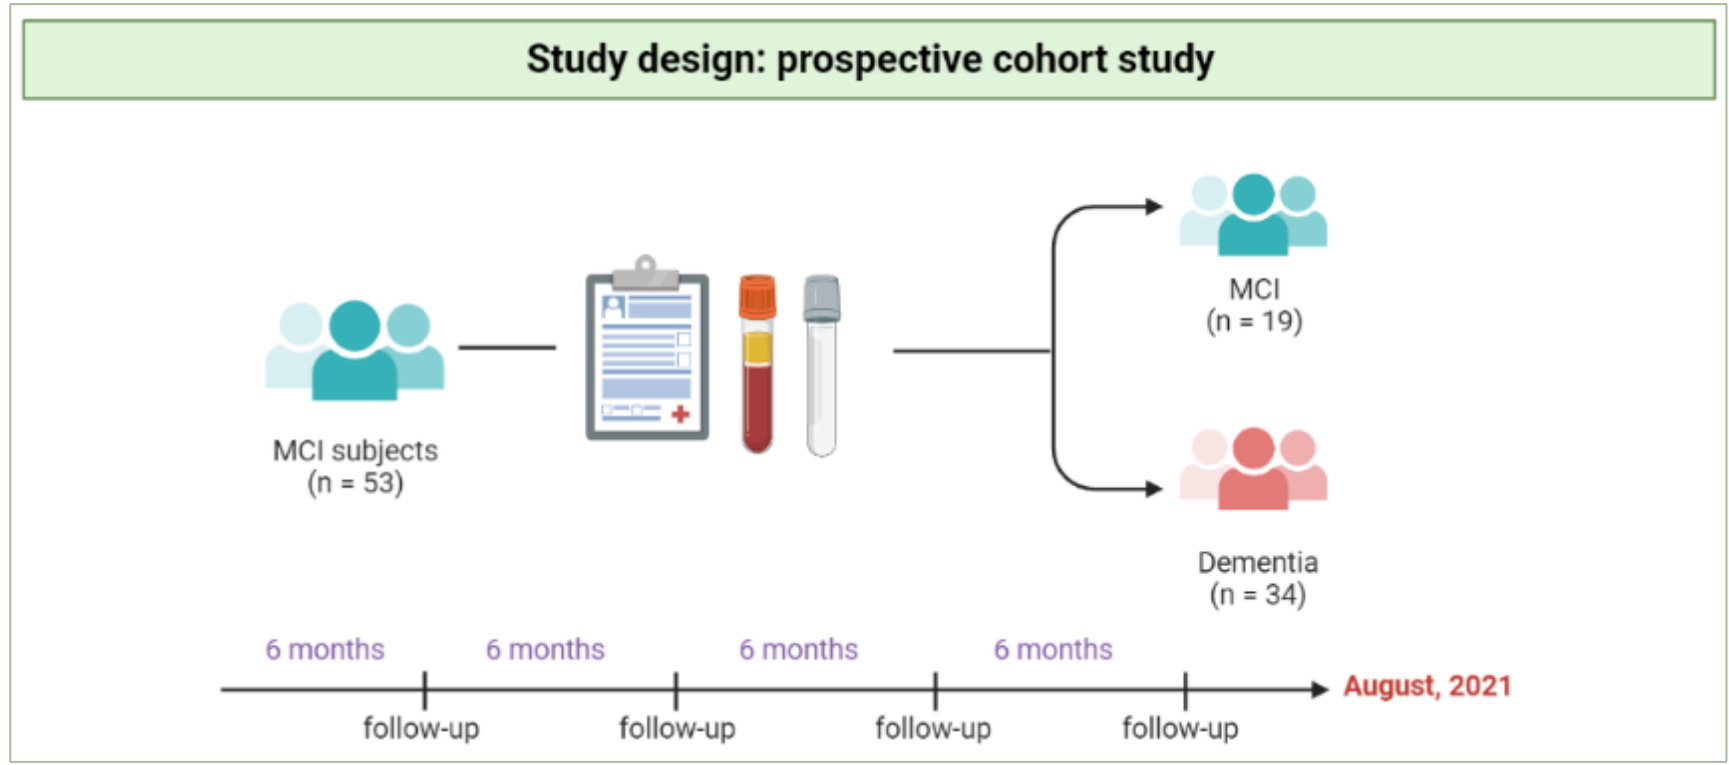 Study design: prospective cohort study
MCI subjects
(n = 53)
MCI
(n = 19)
Dementia
(n = 34)
6 months
6 months
6 months
6 months
August, 2021
follow-up
follow-up
follow-up
follow-up